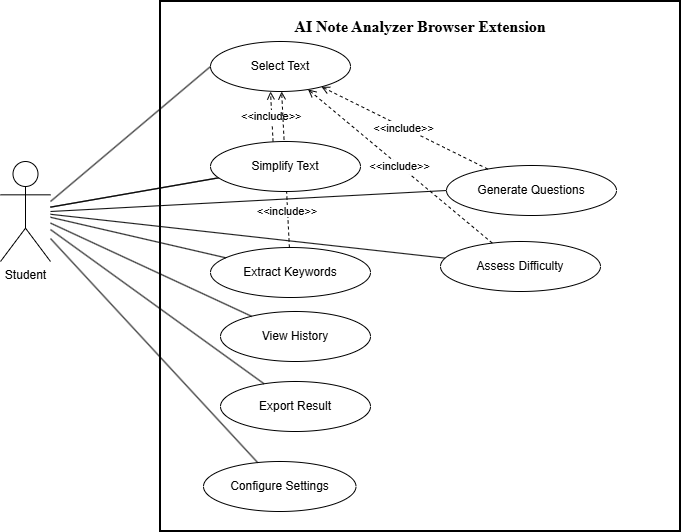 AI Note Analyzer Browser Extension
Select Text
<<include>>
<<include>>
Simplify Text
<<include>>
Generate Questions
<<include>>
Student
Extract Keywords
Assess Difficulty
View History
Export Result
Configure Settings